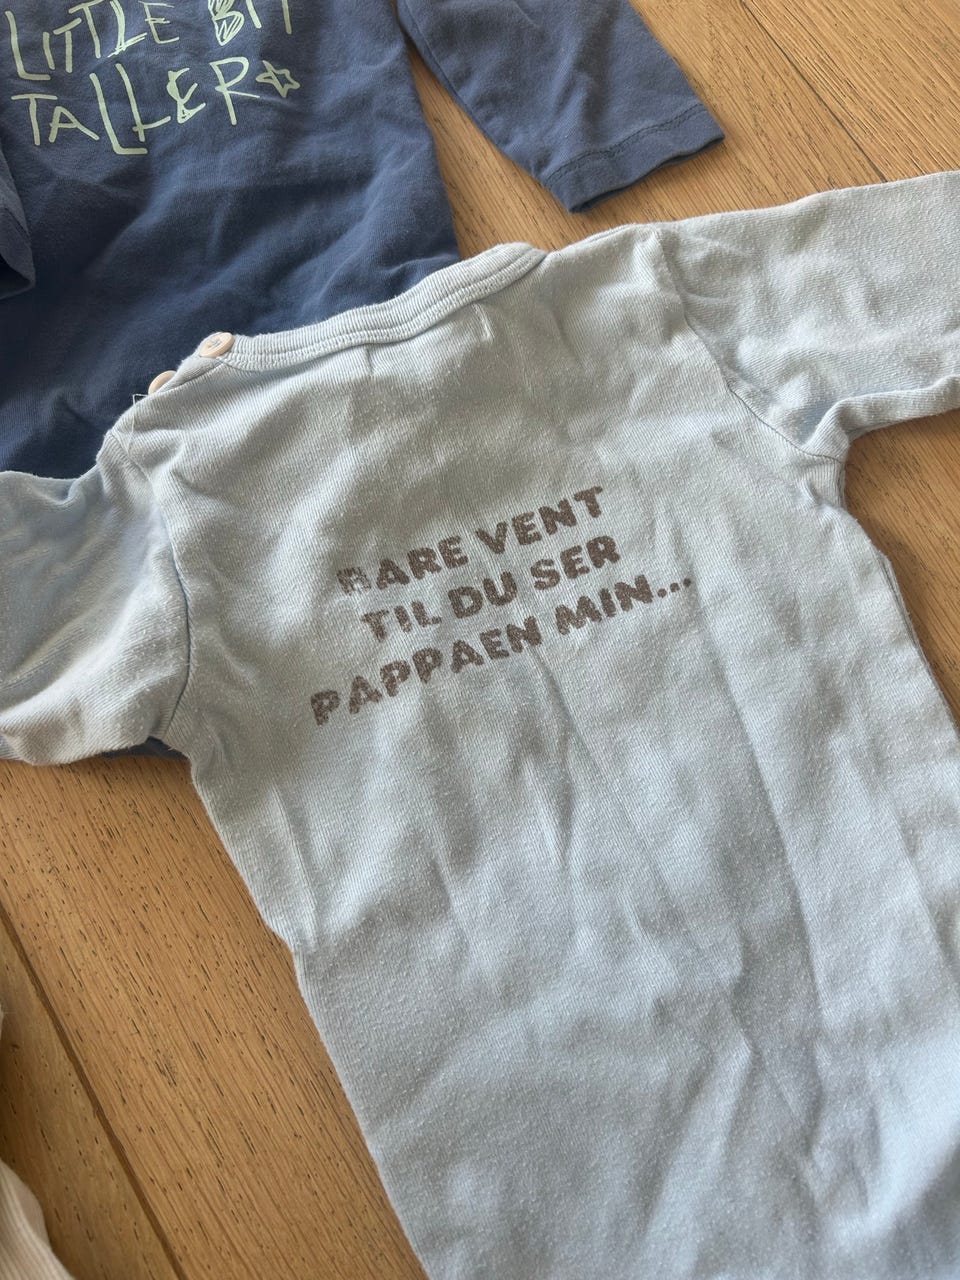 LITTLE BIT
TALLER
BARE VENT
TIL DU SER
PAPPAEN MIN...